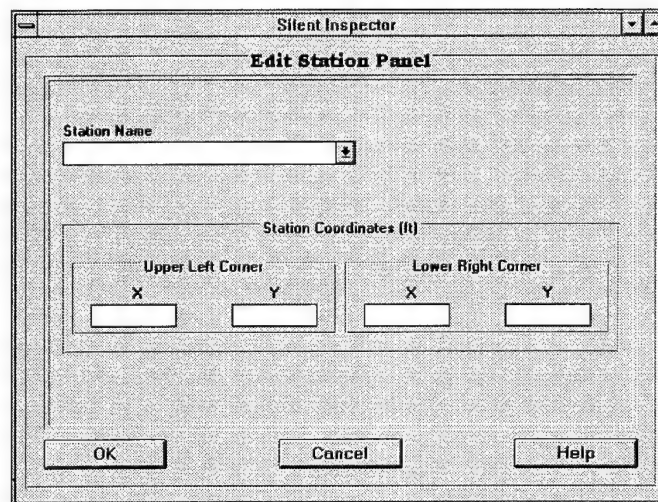 Silent Inspector
Edit Station Panel
Station Name
Station Coordinates (ft)
Upper Left Corner Lower Right Corner
X Y X Y
OK Cancel Help